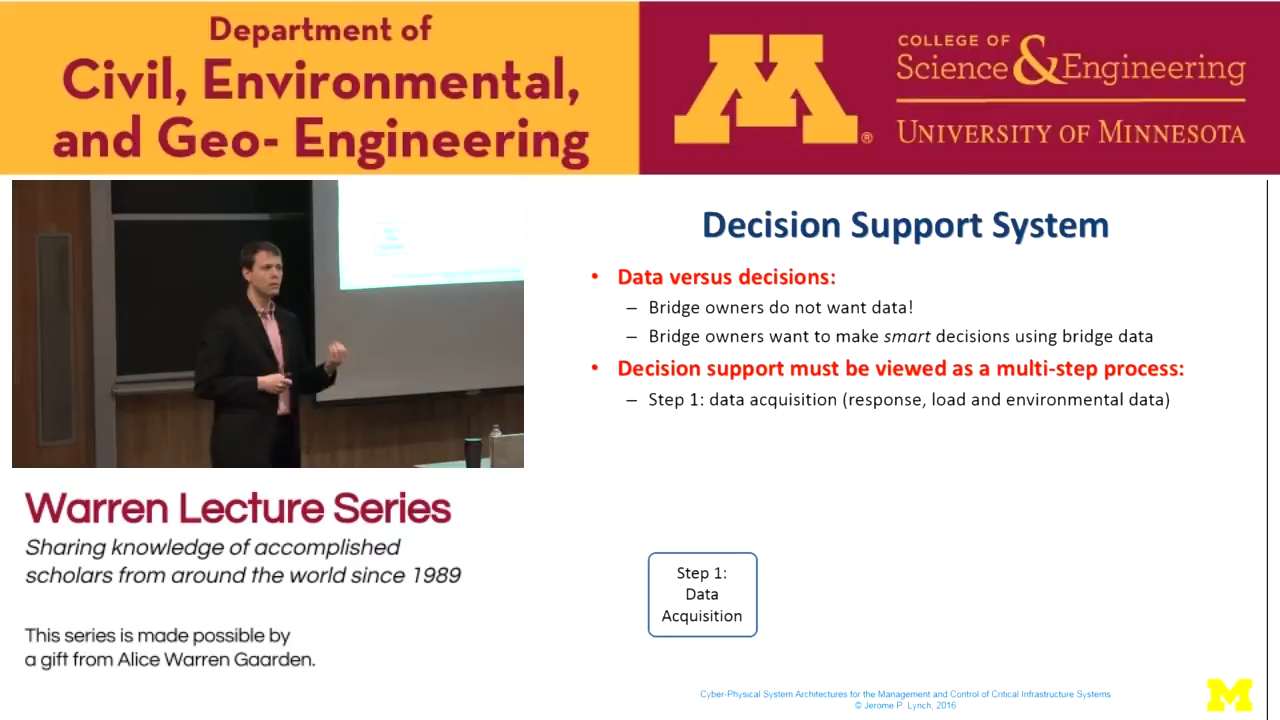 Department of
Civil, Environmental,
and Geo- Engineering
M®
COLLEGE OF
Science & Engineering
UNIVERSITY OF MINNESOTA
Decision Support System
• Data versus decisions:
– Bridge owners do not want data!
– Bridge owners want to make smart decisions using bridge data
• Decision support must be viewed as a multi-step process:
– Step 1: data acquisition (response, load and environmental data)
Step 1:
Data
Acquisition
Warren Lecture Series
Sharing knowledge of accomplished
scholars from around the world since 1989
This series is made possible by
a gift from Alice Warren Gaarden.
Cyber-Physical System Architectures for the Management and Control of Critical Infrastructure Systems
© Jerome P. Lynch, 2016
M